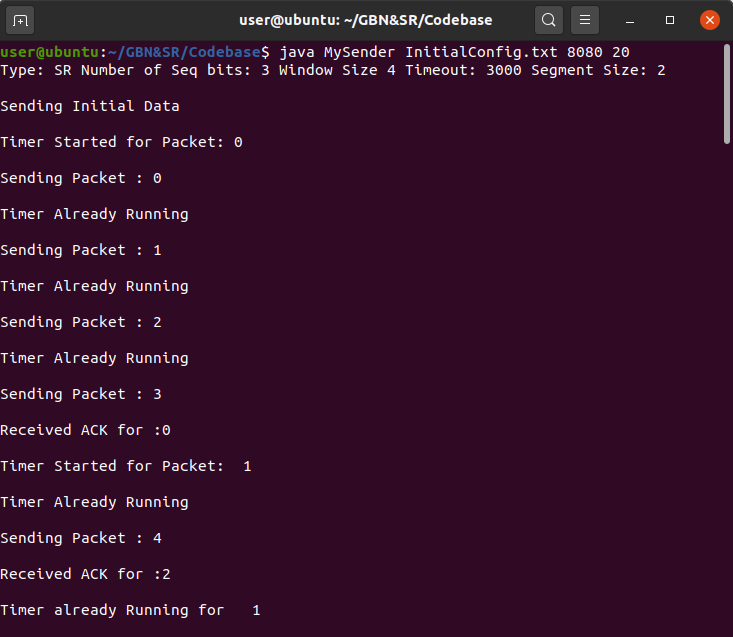 user@ubuntu: ~/GBN&SR/Codebase
user@ubuntu:~/GBN&SR/Codebase$ java MySender InitialConfig.txt 8080 20
Type: SR Number of Seq bits: 3 Window Size 4 Timeout: 3000 Segment Size: 2
Sending Initial Data
Timer Started for Packet: 0
Sending Packet : 0
Timer Already Running
Sending Packet : 1
Timer Already Running
Sending Packet : 2
Timer Already Running
Sending Packet : 3
Received ACK for :0
Timer Started for Packet:  1
Timer Already Running
Sending Packet : 4
Received ACK for :2
Timer already Running for   1